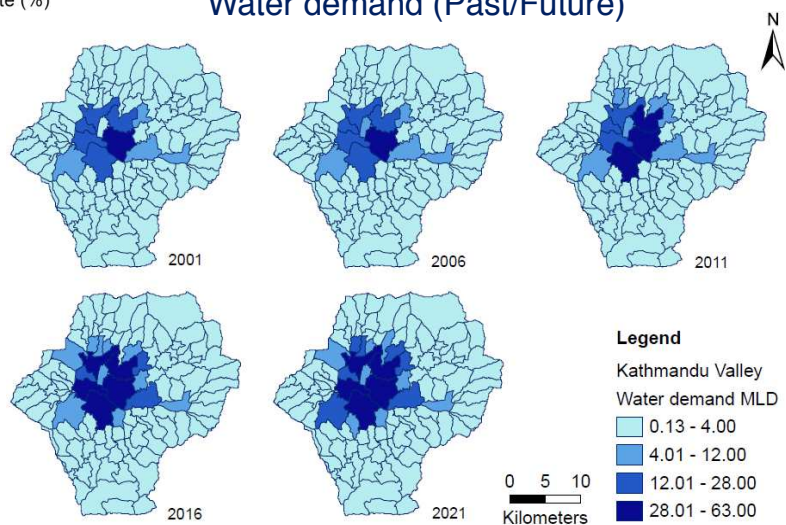 Water demand (Past/Future)
(%)
N
2001
2006
2011
2016
2021
Legend
Kathmandu Valley
Water demand MLD
0.13 - 4.00
4.01 - 12.00
12.01 - 28.00
28.01 - 63.00
0 5 10
Kilometers